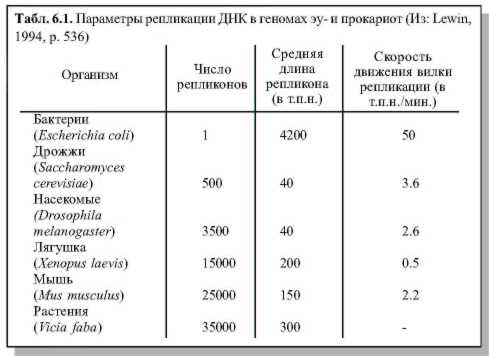 Табл. 6.1. Параметры репликации ДНК в геномах эу- и прокариот (Из: Lewin,
1994, p. 536)
Организм
Число
репликонов
Средняя
длина
репликона
(в т.п.н.)
Скорость
движения вилки
репликации (в
т.п.н./мин.)
Бактерии
(Escherichia coli) 1 4200 50
Дрожжи
(Saccharomyces
cerevisiae) 500 40 3.6
Насекомые
(Drosophila
melanogaster) 3500 40 2.6
Лягушка
(Xenopus laevis) 15000 200 0.5
Мышь
(Mus musculus) 25000 150 2.2
Растения
(Vicia faba) 35000 300 -